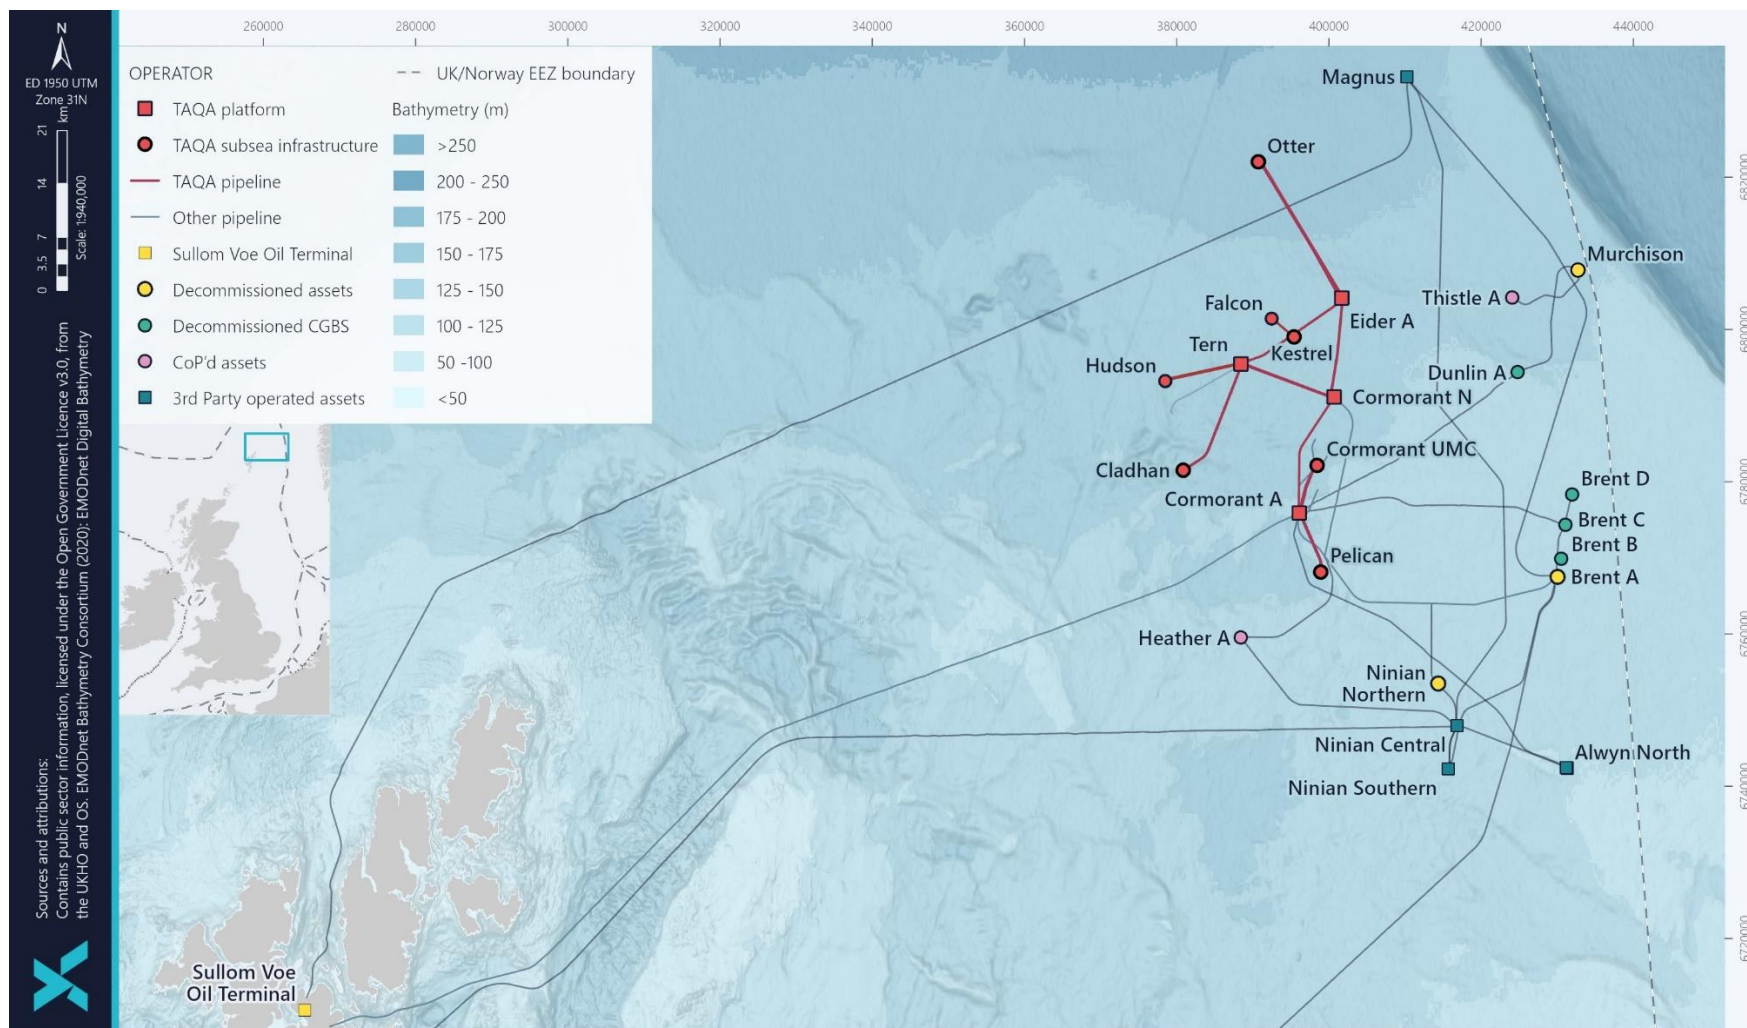 N
ED 1950 UTM
Zone 31N
km
21
14
7
3.5
0
Scale: 1:940,000
Sources and attributions:
Contains public sector information, licensed under the Open Government Licence v3.0, from
the UKHO and OS. EMODnet Bathymetry Consortium (2020): EMODnet Digital Bathymetry
260000
280000
300000
320000
340000
360000
380000
400000
420000
440000
OPERATOR
TAQA platform
TAQA subsea infrastructure
TAQA pipeline
Other pipeline
Sullom Voe Oil Terminal
Decommissioned assets
Decommissioned CGBS
CoP'd assets
3rd Party operated assets
UK/Norway EEZ boundary
Bathymetry (m)
>250
200 - 250
175 - 200
150 - 175
125 - 150
100 - 125
50 -100
<50
Magnus
Otter
6820000
Murchison
Thistle A
Falcon
Eider A
6800000
Tern
Kestrel
Hudson
Dunlin A
Cormorant N
Cormorant UMC
Cladhan
Brent D
6780000
Cormorant A
Brent C
Brent B
Pelican
Brent A
Heather A
6760000
Ninian
Northern
Ninian Central
Alwyn North
Ninian Southern
6740000
6720000
Sullom Voe
Oil Terminal